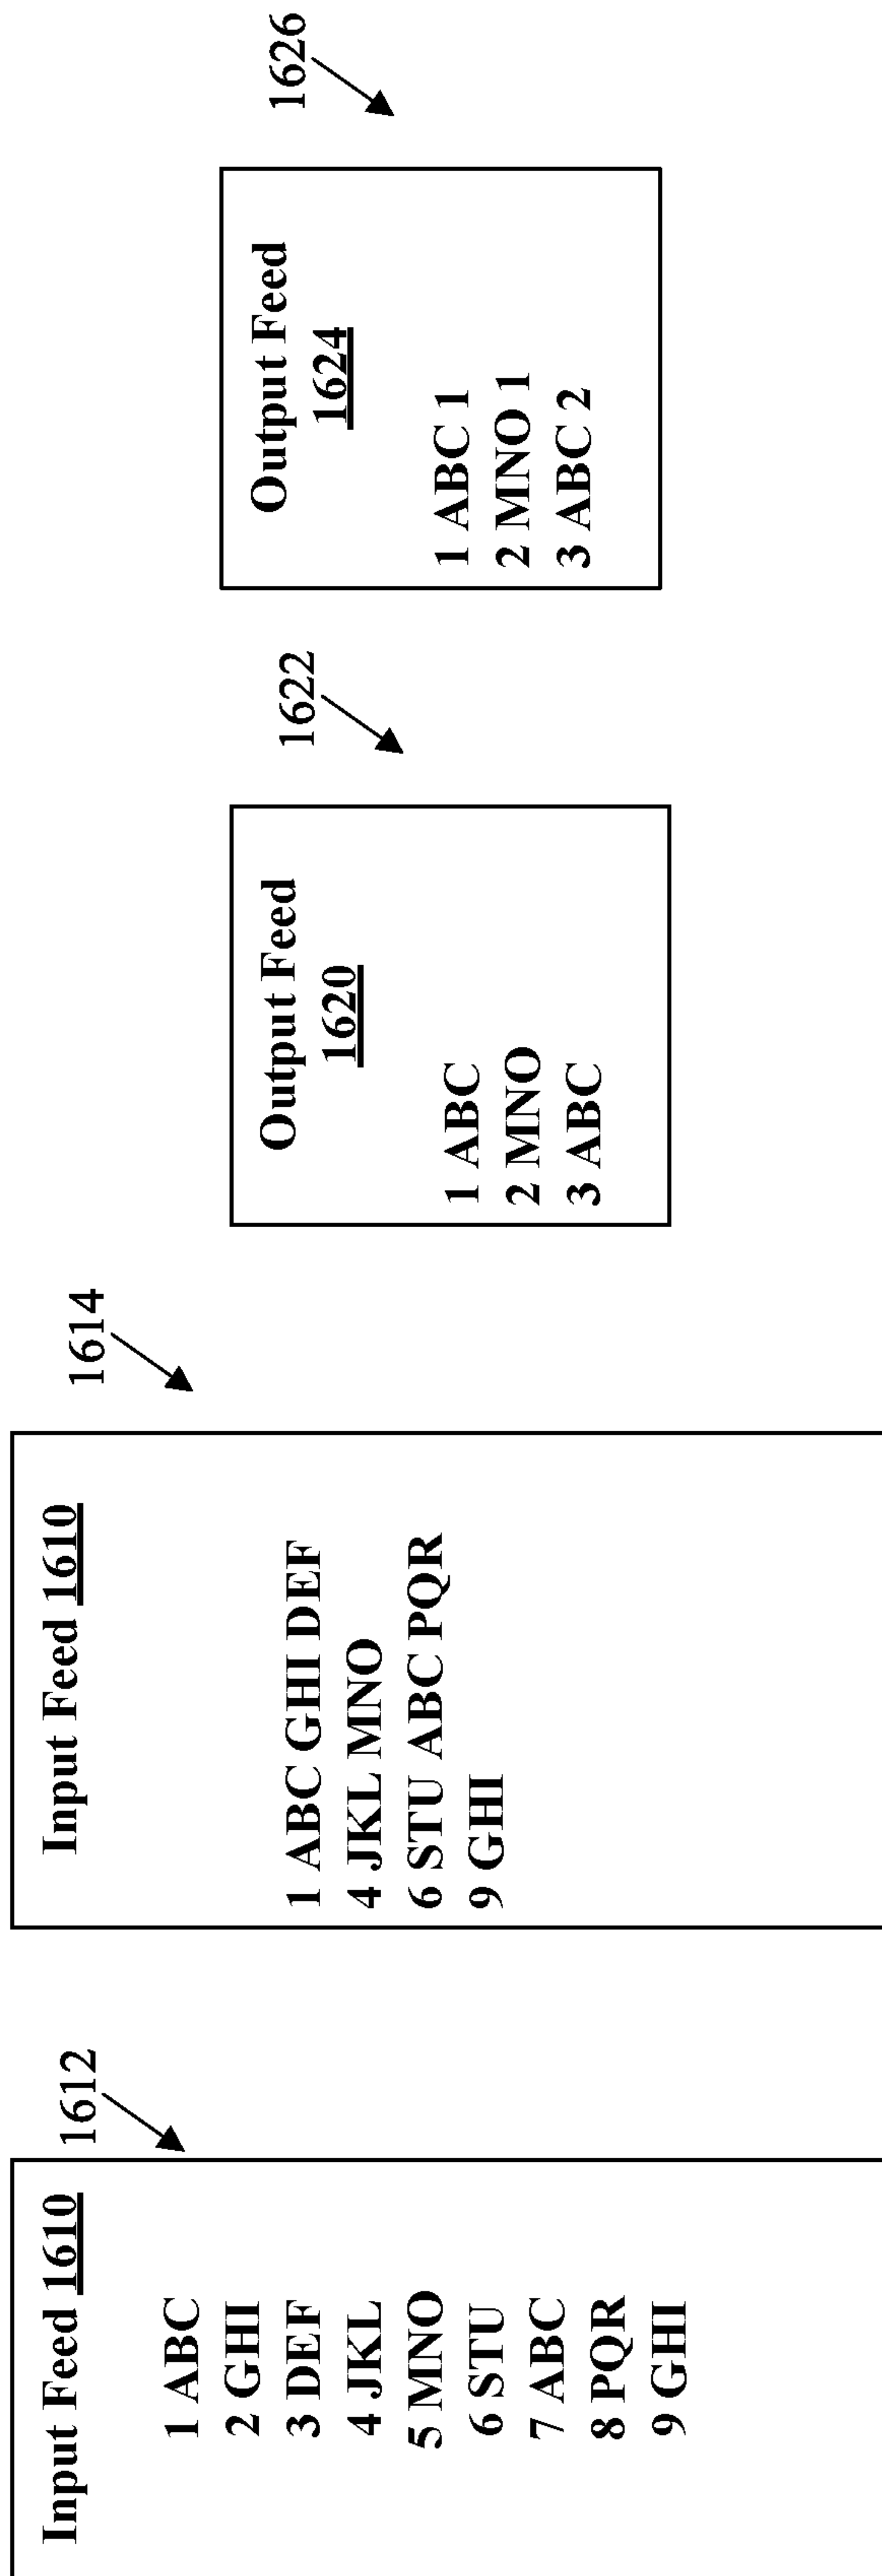 Input Feed 1610
1612
1 ABC
2 GHI
3 DEF
4 JKL
5 MNO
6 STU
7 ABC
8 PQR
9 GHI
Input Feed 1610
1614
1 ABC GHI DEF
4 JKL MNO
6 STU ABC PQR
9 GHI
Output Feed
1620
1622
1 ABC
2 MNO
3 ABC
Output Feed
1624
1626
1 ABC 1
2 MNO 1
3 ABC 2